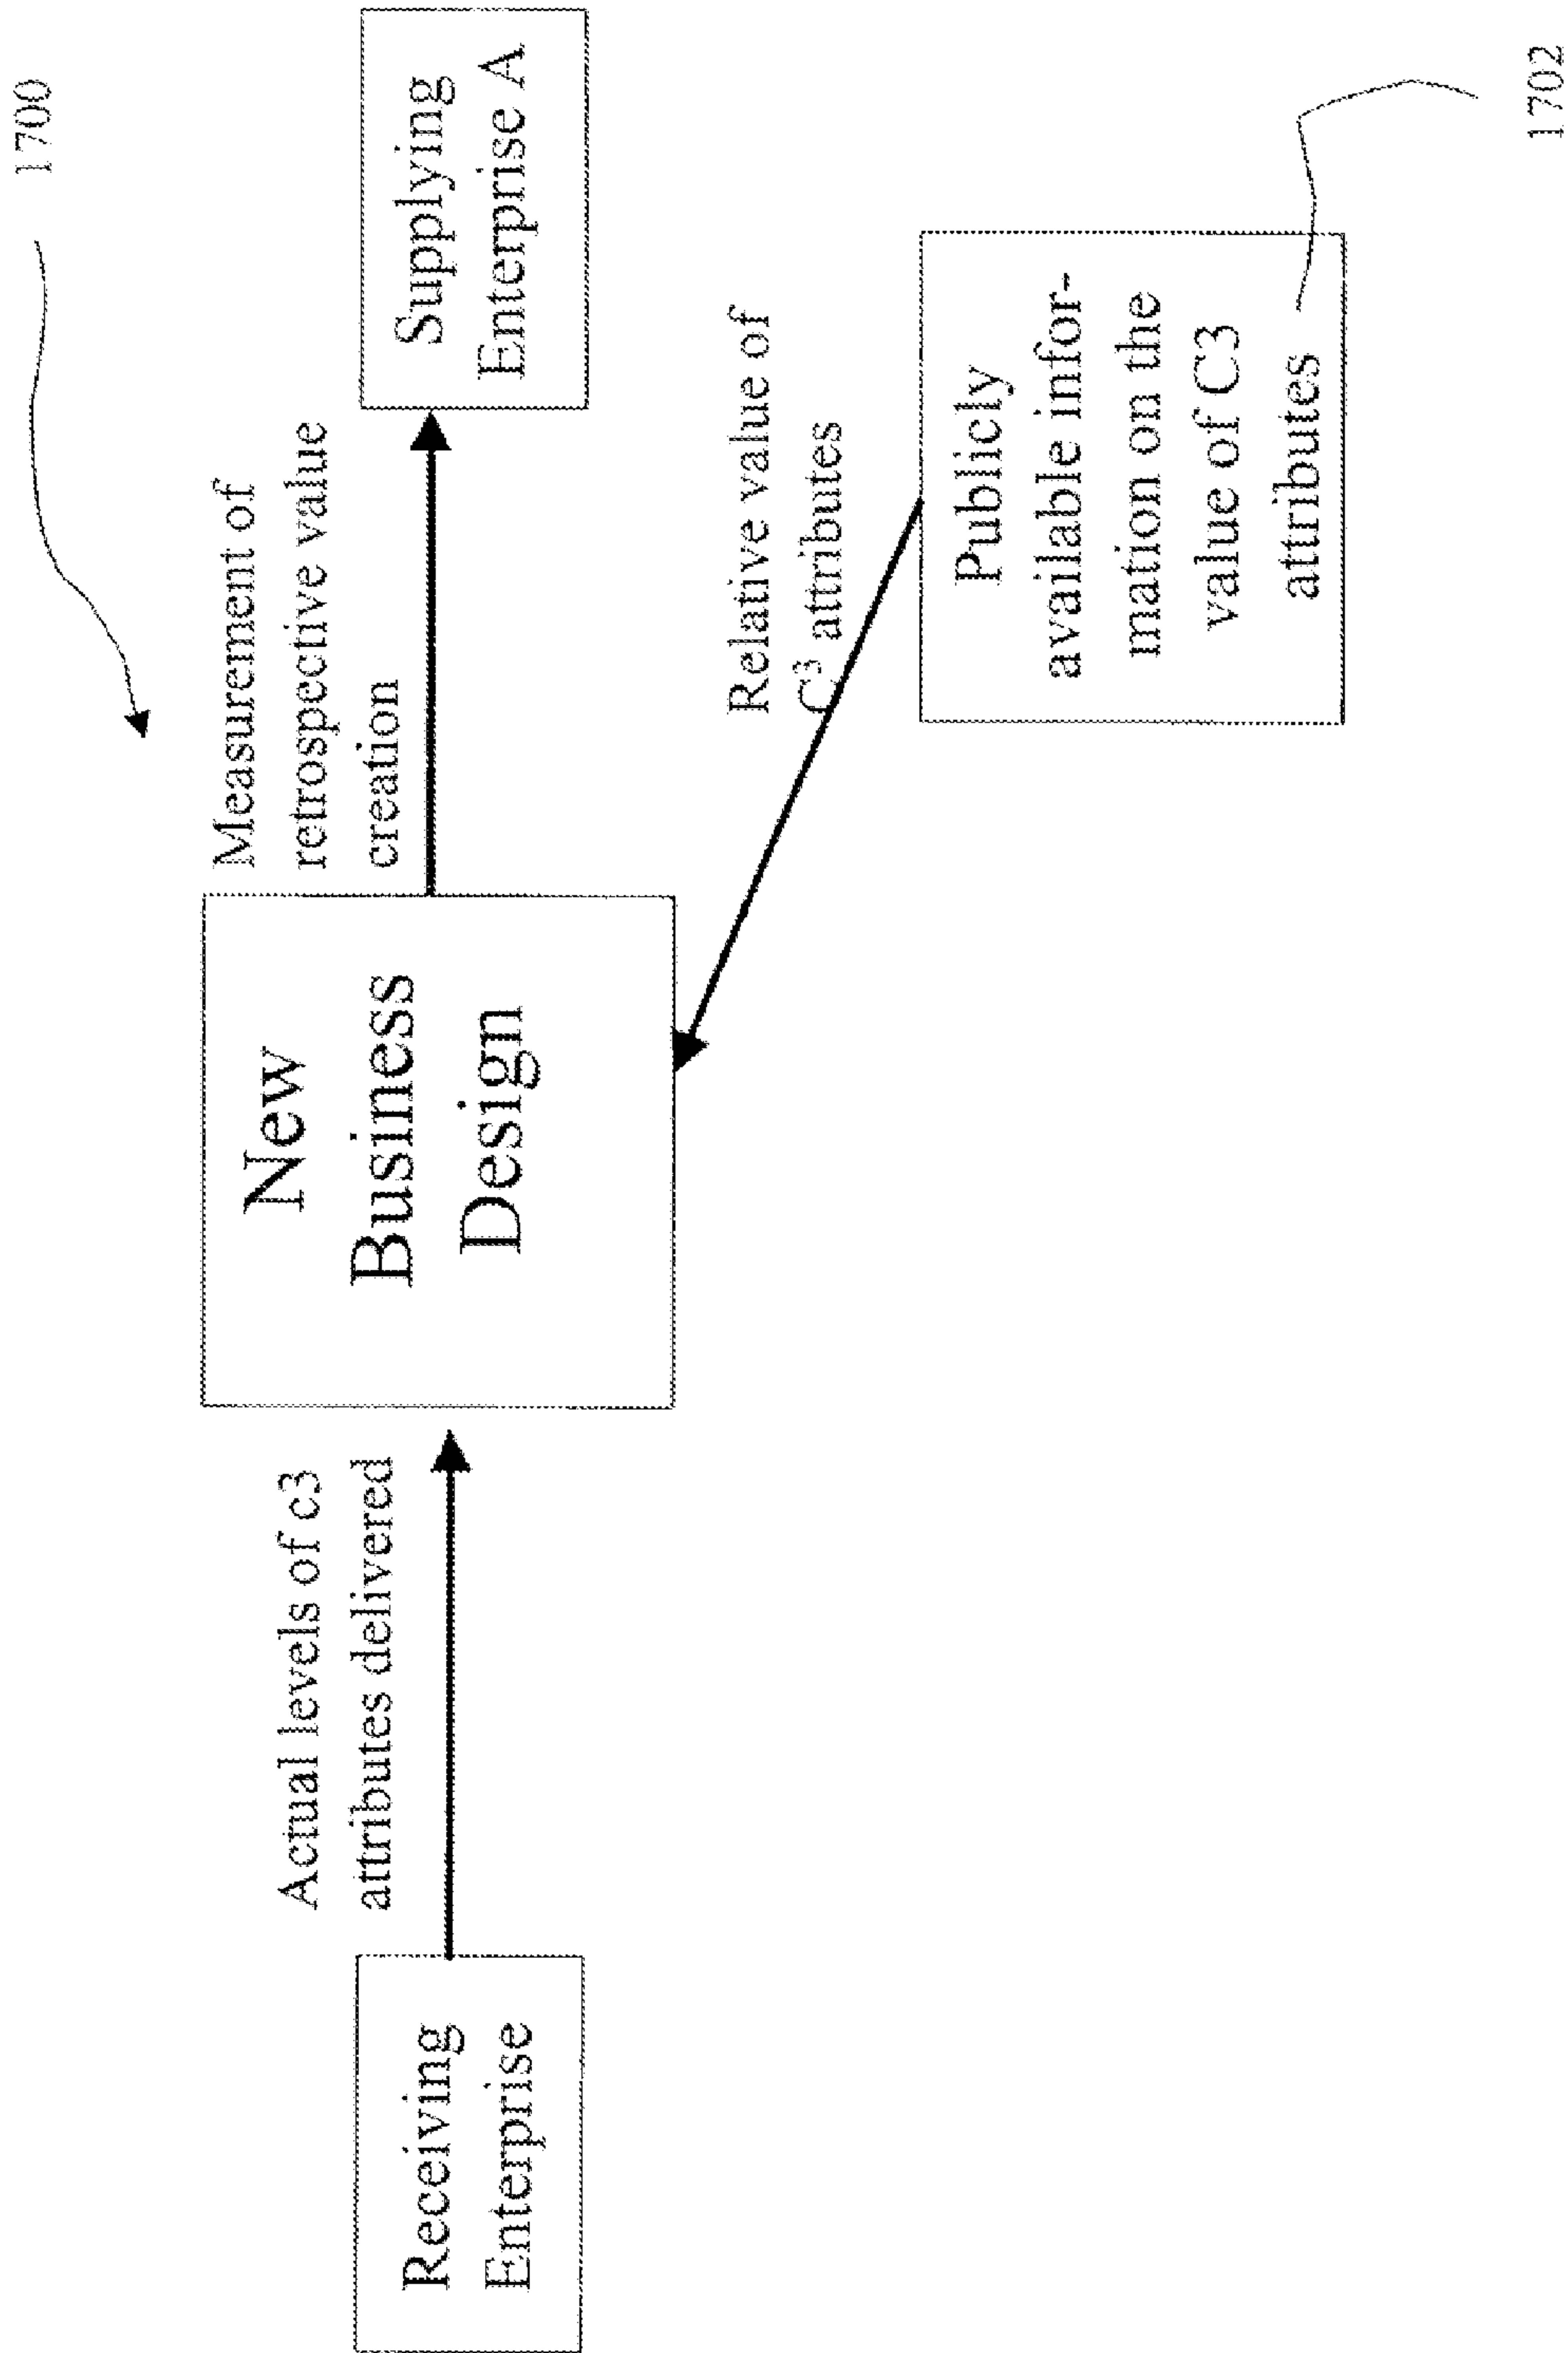 1700
Measurement of
retrospective value
creation
Actual levels of c3
attributes delivered
New
Business
Design
Receiving
Enterprise
Supplying
Enterprise A
Relative value of
C³ attributes
Publicly
available infor-
mation on the
value of C3
attributes
1702